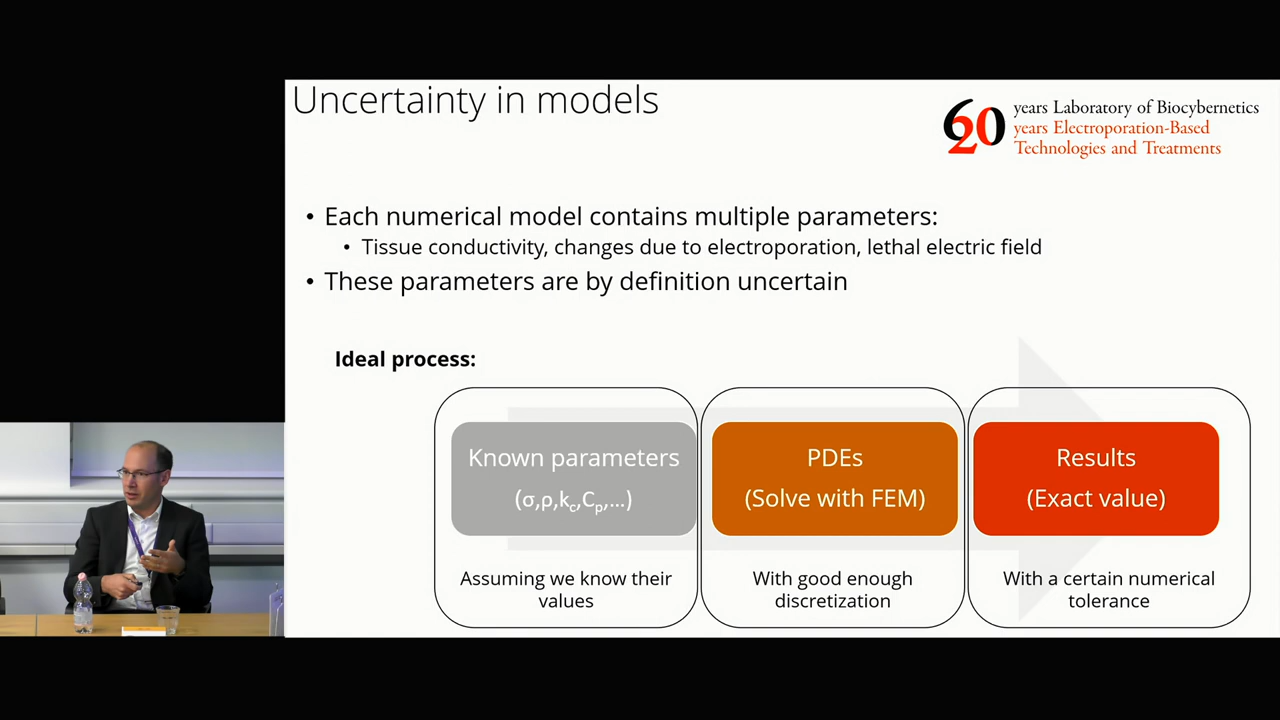 Uncertainty in models
60 20
years Laboratory of Biocybernetics
years Electroporation-Based
Technologies and Treatments
• Each numerical model contains multiple parameters:
• Tissue conductivity, changes due to electroporation, lethal electric field
• These parameters are by definition uncertain
Ideal process:
Known parameters
(σ,ρ,kc,Cp,...)
Assuming we know their
values
PDEs
(Solve with FEM)
With good enough
discretization
Results
(Exact value)
With a certain numerical
tolerance